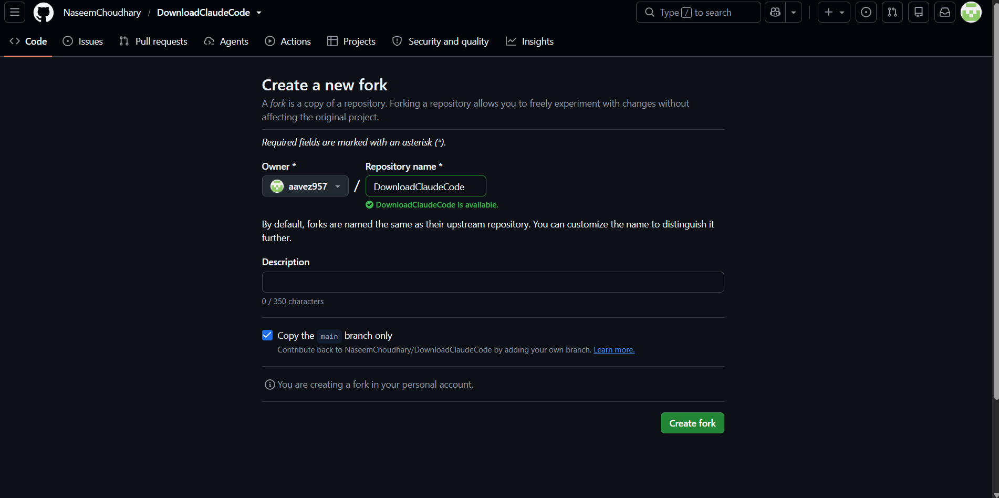 NaseemChoudhary / DownloadClaudeCode
Type / to search
Code Issues Pull requests Agents Actions Projects Security and quality Insights
Create a new fork
A fork is a copy of a repository. Forking a repository allows you to freely experiment with changes without
affecting the original project.
Required fields are marked with an asterisk (*).
Owner * Repository name *
aavez957 / DownloadClaudeCode
DownloadClaudeCode is available.
By default, forks are named the same as their upstream repository. You can customize the name to distinguish it
further.
Description
0 / 350 characters
Copy the main branch only
Contribute back to NaseemChoudhary/DownloadClaudeCode by adding your own branch. Learn more.
You are creating a fork in your personal account.
Create fork